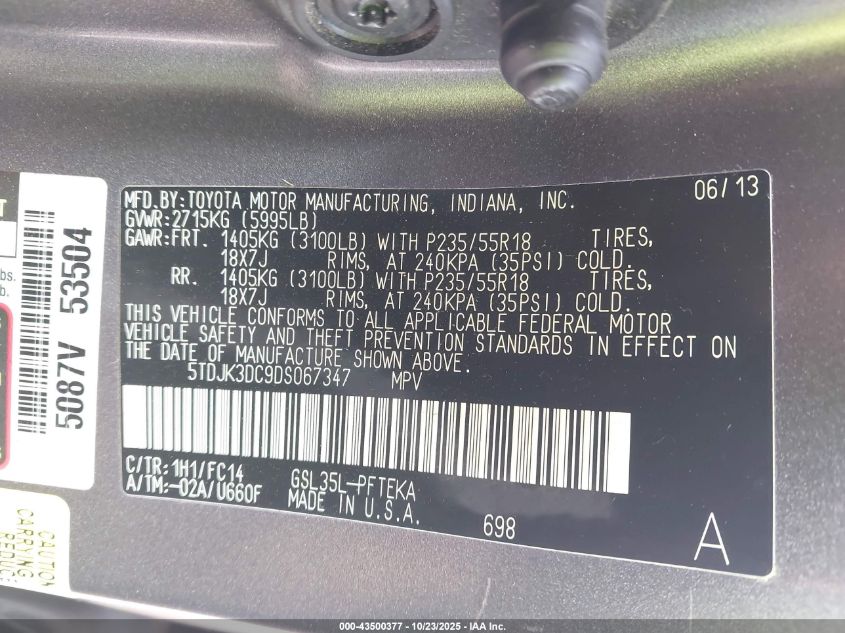 MFD.BY:TOYOTA MOTOR MANUFACTURING, INDIANA, INC. 06/13
GVWR:2715KG (5995LB)
GAWR:FRT. 1405KG (3100LB) WITH P235/55R18 TIRES,
18X7J RIMS, AT 240KPA (35PSI) COLD.
RR. 1405KG (3100LB) WITH P235/55R18 TIRES,
18X7J RIMS, AT 240KPA (35PSI) COLD.
THIS VEHICLE CONFORMS TO ALL APPLICABLE FEDERAL MOTOR
VEHICLE SAFETY AND THEFT PREVENTION STANDARDS IN EFFECT ON
THE DATE OF MANUFACTURE SHOWN ABOVE.
5TDJK3DC9DS067347 MPV
C/TR: 1H1/FC14 GSL35L-PFTEKA
A/TM:-02A/U660F MADE IN U.S.A.
698 A
5087V 53504
lbs.
CAUTION
CARRYING
000-43500377 - 10/23/2025 - IAA Inc.